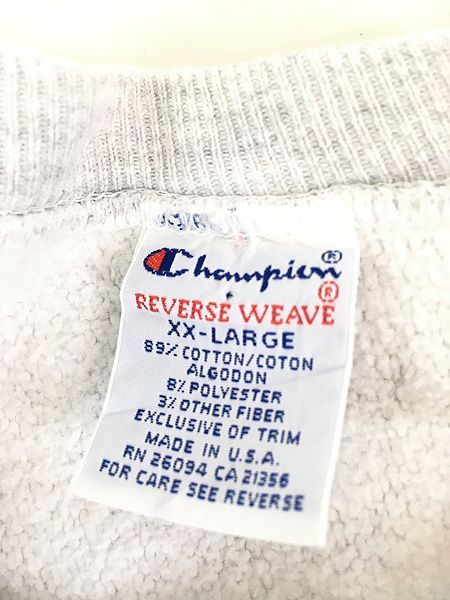 Champion®
REVERSE WEAVE®
XX-LARGE
89% COTTON/COTON
ALGODON
8% POLYESTER
3% OTHER FIBER
EXCLUSIVE OF TRIM
MADE IN U.S.A.
RN 26094 CA 21356
FOR CARE SEE REVERSE